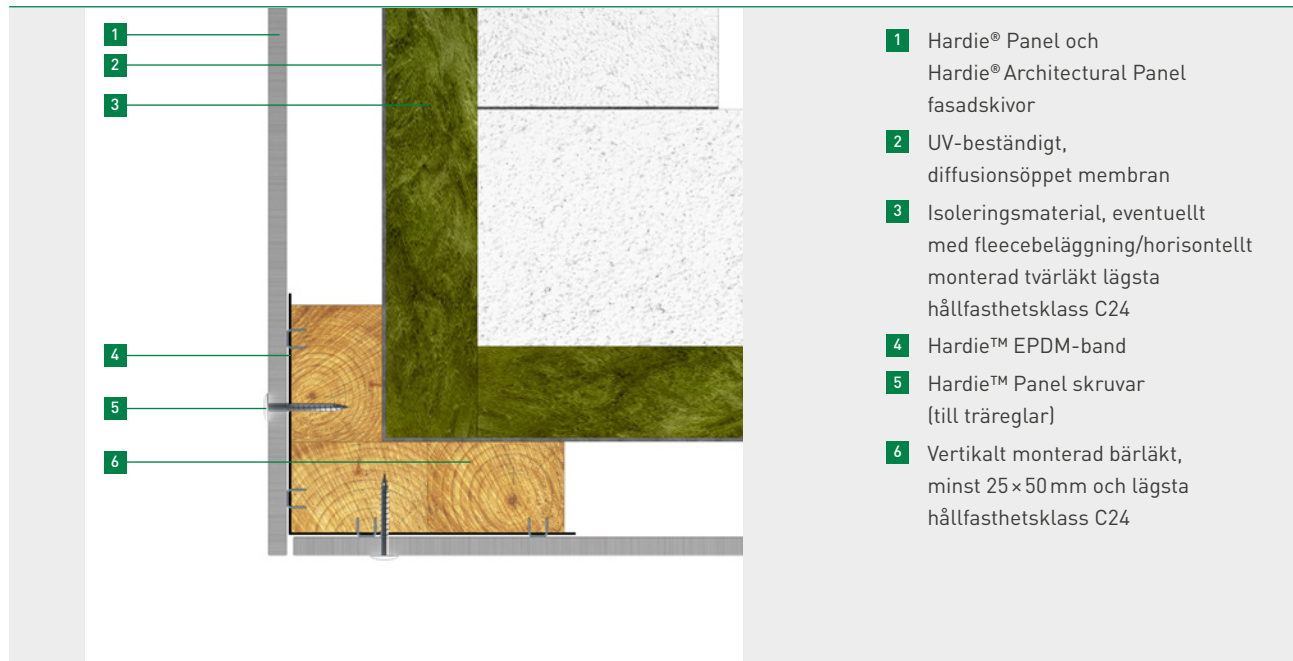 1
2
3
4
5
6
1 Hardie® Panel och
Hardie® Architectural Panel
fasadskivor
2 UV-beständigt,
diffusionsöppet membran
3 Isoleringsmaterial, eventuellt
med fleecebeläggning/horisontellt
monterad tvärläkt lägsta
hållfasthetsklass C24
4 Hardie™ EPDM-band
5 Hardie™ Panel skruvar
(till träreglar)
6 Vertikalt monterad bärläkt,
minst 25 × 50 mm och lägsta
hållfasthetsklass C24